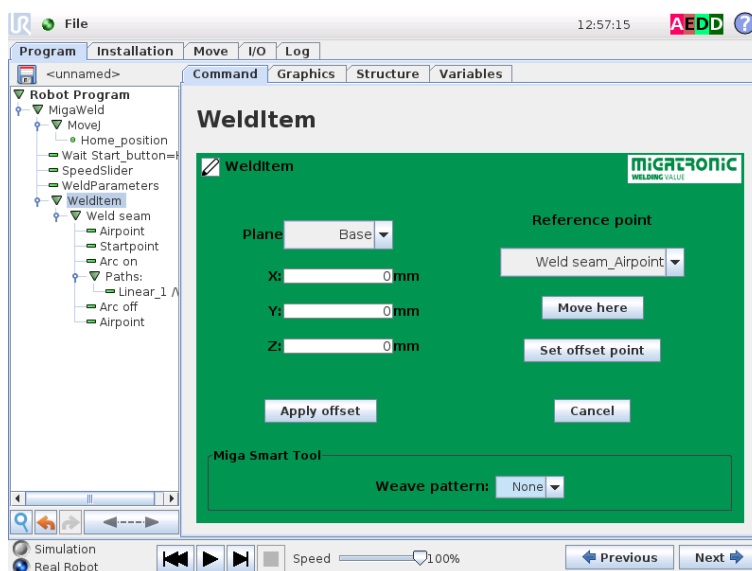 UR File 12:57:15 AEDD ?
Program Installation Move I/O Log
<unnamed> Command Graphics Structure Variables
Robot Program
MigaWeld
MoveJ
Home_position
Wait Start_button=
SpeedSlider
WeldParameters
WeldItem
Weld seam
Airpoint
Startpoint
Arc on
Paths:
Linear_1
Arc off
Airpoint
WeldItem
WeldItem
MIGATRONIC
WELDING VALUE
Reference point
Plane Base
Weld seam_Airpoint
X: 0 mm
Move here
Y: 0 mm
Z: 0 mm
Set offset point
Apply offset Cancel
Miga Smart Tool
Weave pattern: None
Simulation
Real Robot
Speed 100%
Previous Next